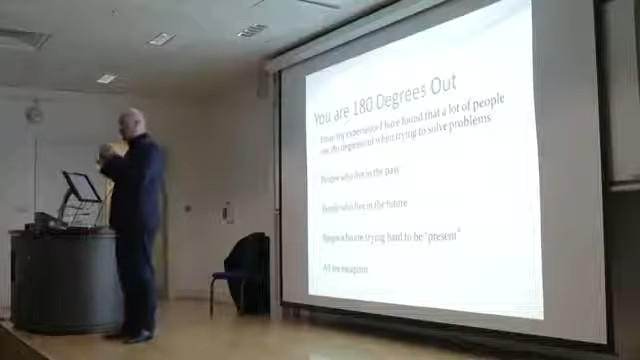 You are 180 Degrees Out
From my experience I have found that a lot of people
are 180 degrees out when trying to solve problems
People who live in the past
People who live in the future
People who are trying hard to be "present"
All are escapism